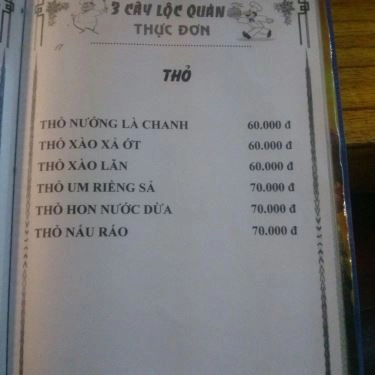 3 CÂY LỘC QUÁN
THỰC ĐƠN
17
THỎ
THỎ NƯỚNG LÀ CHANH 60.000 đ
THỎ XÀO XẢ ỚT 60.000 đ
THỎ XÀO LĂN 60.000 đ
THỎ UM RIỀNG SẢ 70.000 đ
THỎ HON NƯỚC DỪA 70.000 đ
THỎ NẤU RÁO 70.000 đ